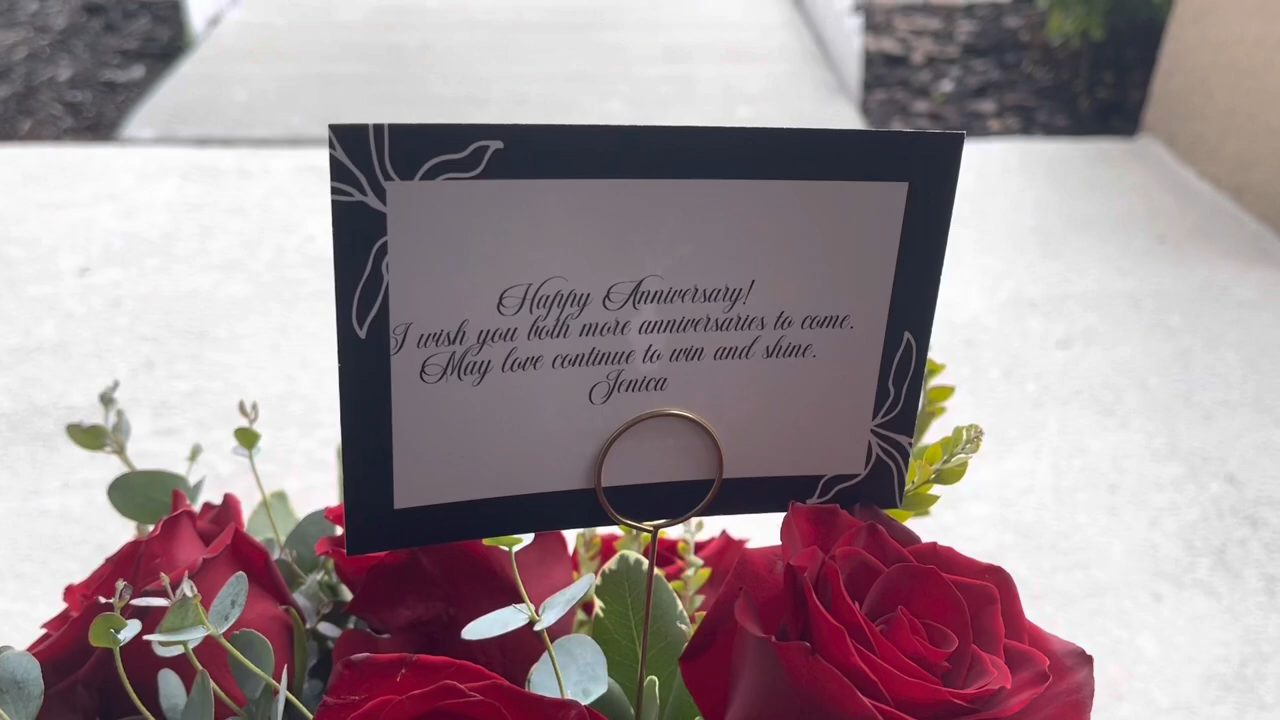 Happy Anniversary!
I wish you both more anniversaries to come.
May love continue to win and shine.
Jenica